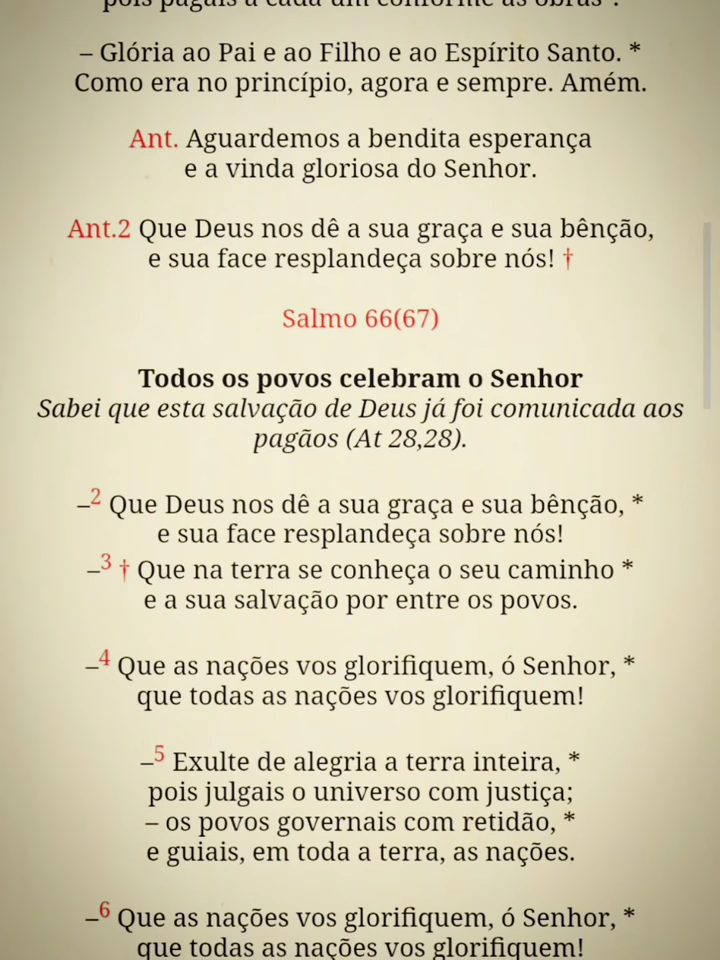 pois pagais a cada um conforme as obras".
– Glória ao Pai e ao Filho e ao Espírito Santo. *
Como era no princípio, agora e sempre. Amém.
Ant. Aguardemos a bendita esperança
e a vinda gloriosa do Senhor.
Ant.2 Que Deus nos dê a sua graça e sua bênção,
e sua face resplandeça sobre nós! †
Salmo 66(67)
Todos os povos celebram o Senhor
Sabei que esta salvação de Deus já foi comunicada aos
pagãos (At 28,28).
–2 Que Deus nos dê a sua graça e sua bênção, *
e sua face resplandeça sobre nós!
–3 † Que na terra se conheça o seu caminho *
e a sua salvação por entre os povos.
–4 Que as nações vos glorifiquem, ó Senhor, *
que todas as nações vos glorifiquem!
–5 Exulte de alegria a terra inteira, *
pois julgais o universo com justiça;
– os povos governais com retidão, *
e guiais, em toda a terra, as nações.
–6 Que as nações vos glorifiquem, ó Senhor, *
que todas as nações vos glorifiquem!